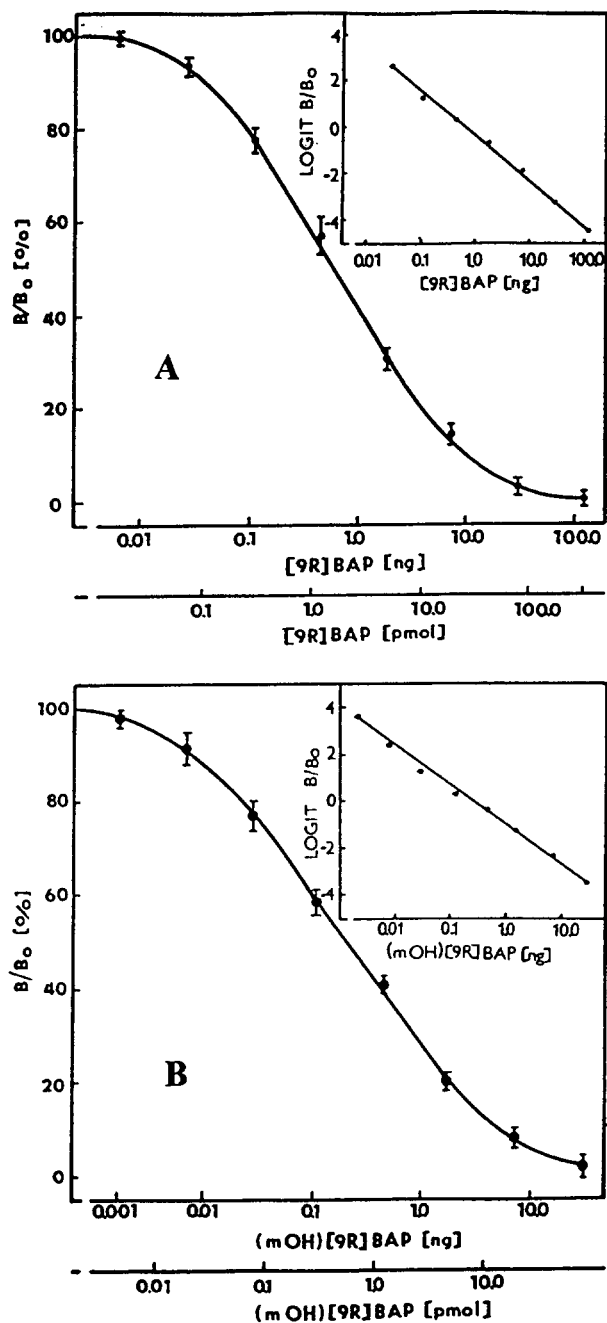 100
80
60
40
20
0
B/Bo [%]
A
4
2
0
-2
-4
LOGIT B/Bo
0.01 0.1 1.0 10.0 100.0
[9R]BAP [ng]
0.01 0.1 1.0 10.0 100.0
[9R]BAP [ng]
0.1 1.0 10.0 100.0
[9R]BAP [pmol]
100
80
60
40
20
0
B/Bo [%]
B
4
2
0
-2
-4
LOGIT B/Bo
0.01 0.1 1.0 10.0
(mOH)[9R]BAP [ng]
0.001 0.01 0.1 1.0 10.0
(mOH)[9R]BAP [ng]
0.01 0.1 1.0 10.0
(mOH)[9R]BAP [pmol]